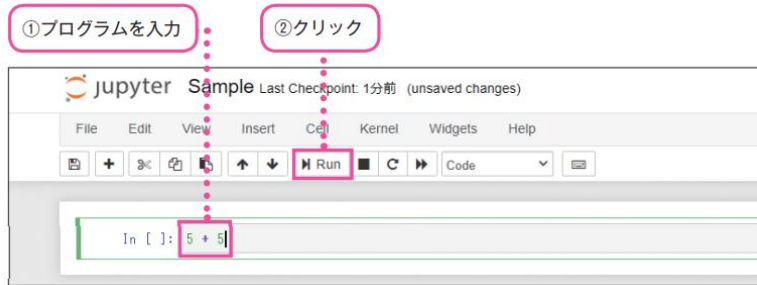 ①プログラムを入力
②クリック
jupyter Sample Last Checkpoint: 1分前 (unsaved changes)
File Edit View Insert Cell Kernel Widgets Help
Run Code
In [ ]: 5 + 5